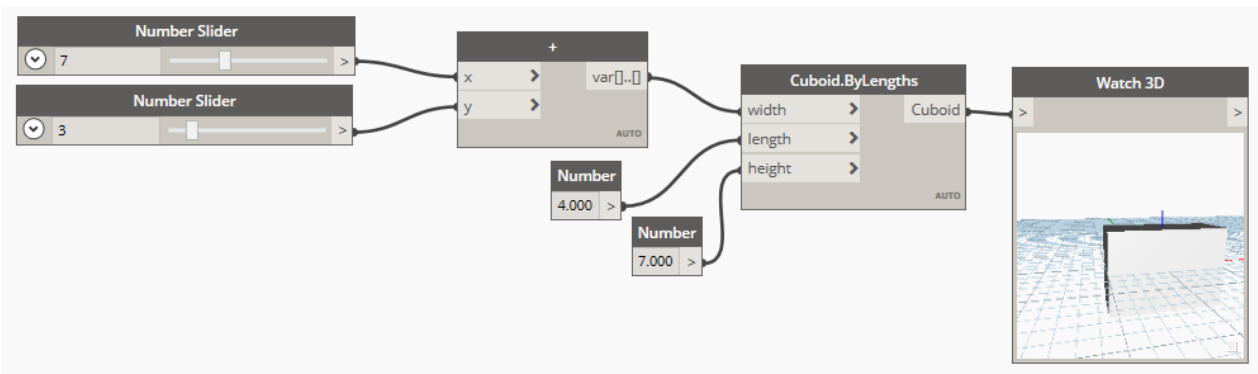 Number Slider
7 >
Number Slider
3 >
+
x > var[]..[]
y >
AUTO
Cuboid.ByLengths
width > Cuboid
length >
height >
AUTO
Number
4.000 >
Number
7.000 >
Watch 3D
> >